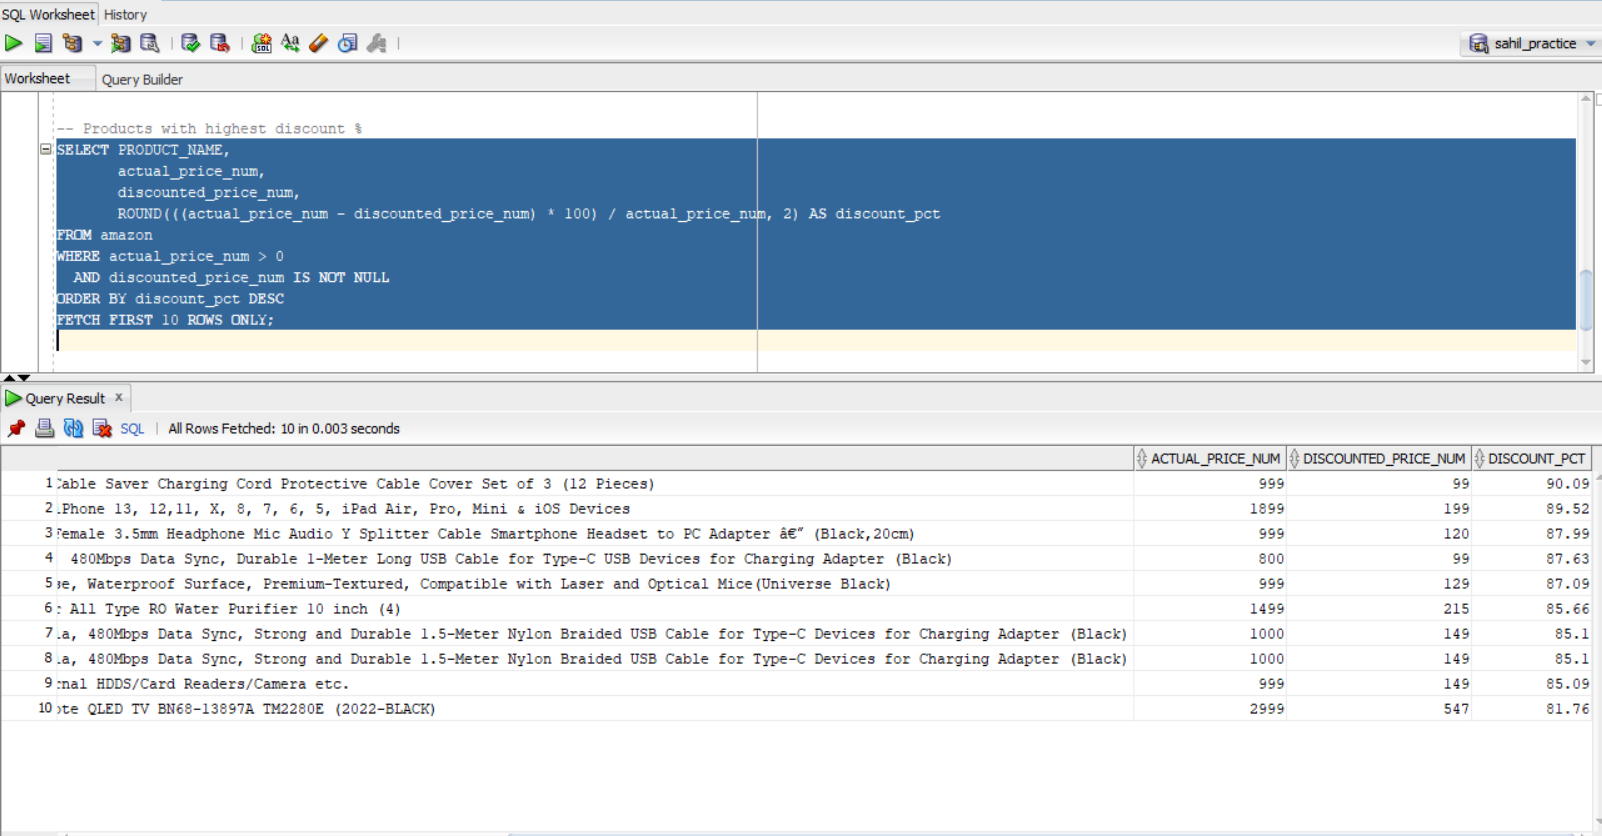 SQL Worksheet History
sahil_practice
Worksheet Query Builder
-- Products with highest discount %
SELECT PRODUCT_NAME,
actual_price_num,
discounted_price_num,
ROUND(((actual_price_num - discounted_price_num) * 100) / actual_price_num, 2) AS discount_pct
FROM amazon
WHERE actual_price_num > 0
AND discounted_price_num IS NOT NULL
ORDER BY discount_pct DESC
FETCH FIRST 10 ROWS ONLY;
Query Result x
SQL | All Rows Fetched: 10 in 0.003 seconds
ACTUAL_PRICE_NUM DISCOUNTED_PRICE_NUM DISCOUNT_PCT
1 Cable Saver Charging Cord Protective Cable Cover Set of 3 (12 Pieces) 999 99 90.09
2 iPhone 13, 12,11, X, 8, 7, 6, 5, iPad Air, Pro, Mini & iOS Devices 1899 199 89.52
3 Female 3.5mm Headphone Mic Audio Y Splitter Cable Smartphone Headset to PC Adapter â€“ (Black,20cm) 999 120 87.99
4 480Mbps Data Sync, Durable 1-Meter Long USB Cable for Type-C USB Devices for Charging Adapter (Black) 800 99 87.63
5 se, Waterproof Surface, Premium-Textured, Compatible with Laser and Optical Mice(Universe Black) 999 129 87.09
6 r All Type RO Water Purifier 10 inch (4) 1499 215 85.66
7 la, 480Mbps Data Sync, Strong and Durable 1.5-Meter Nylon Braided USB Cable for Type-C Devices for Charging Adapter (Black) 1000 149 85.1
8 la, 480Mbps Data Sync, Strong and Durable 1.5-Meter Nylon Braided USB Cable for Type-C Devices for Charging Adapter (Black) 1000 149 85.1
9 rnal HDDS/Card Readers/Camera etc. 999 149 85.09
10 ote QLED TV BN68-13897A TM2280E (2022-BLACK) 2999 547 81.76